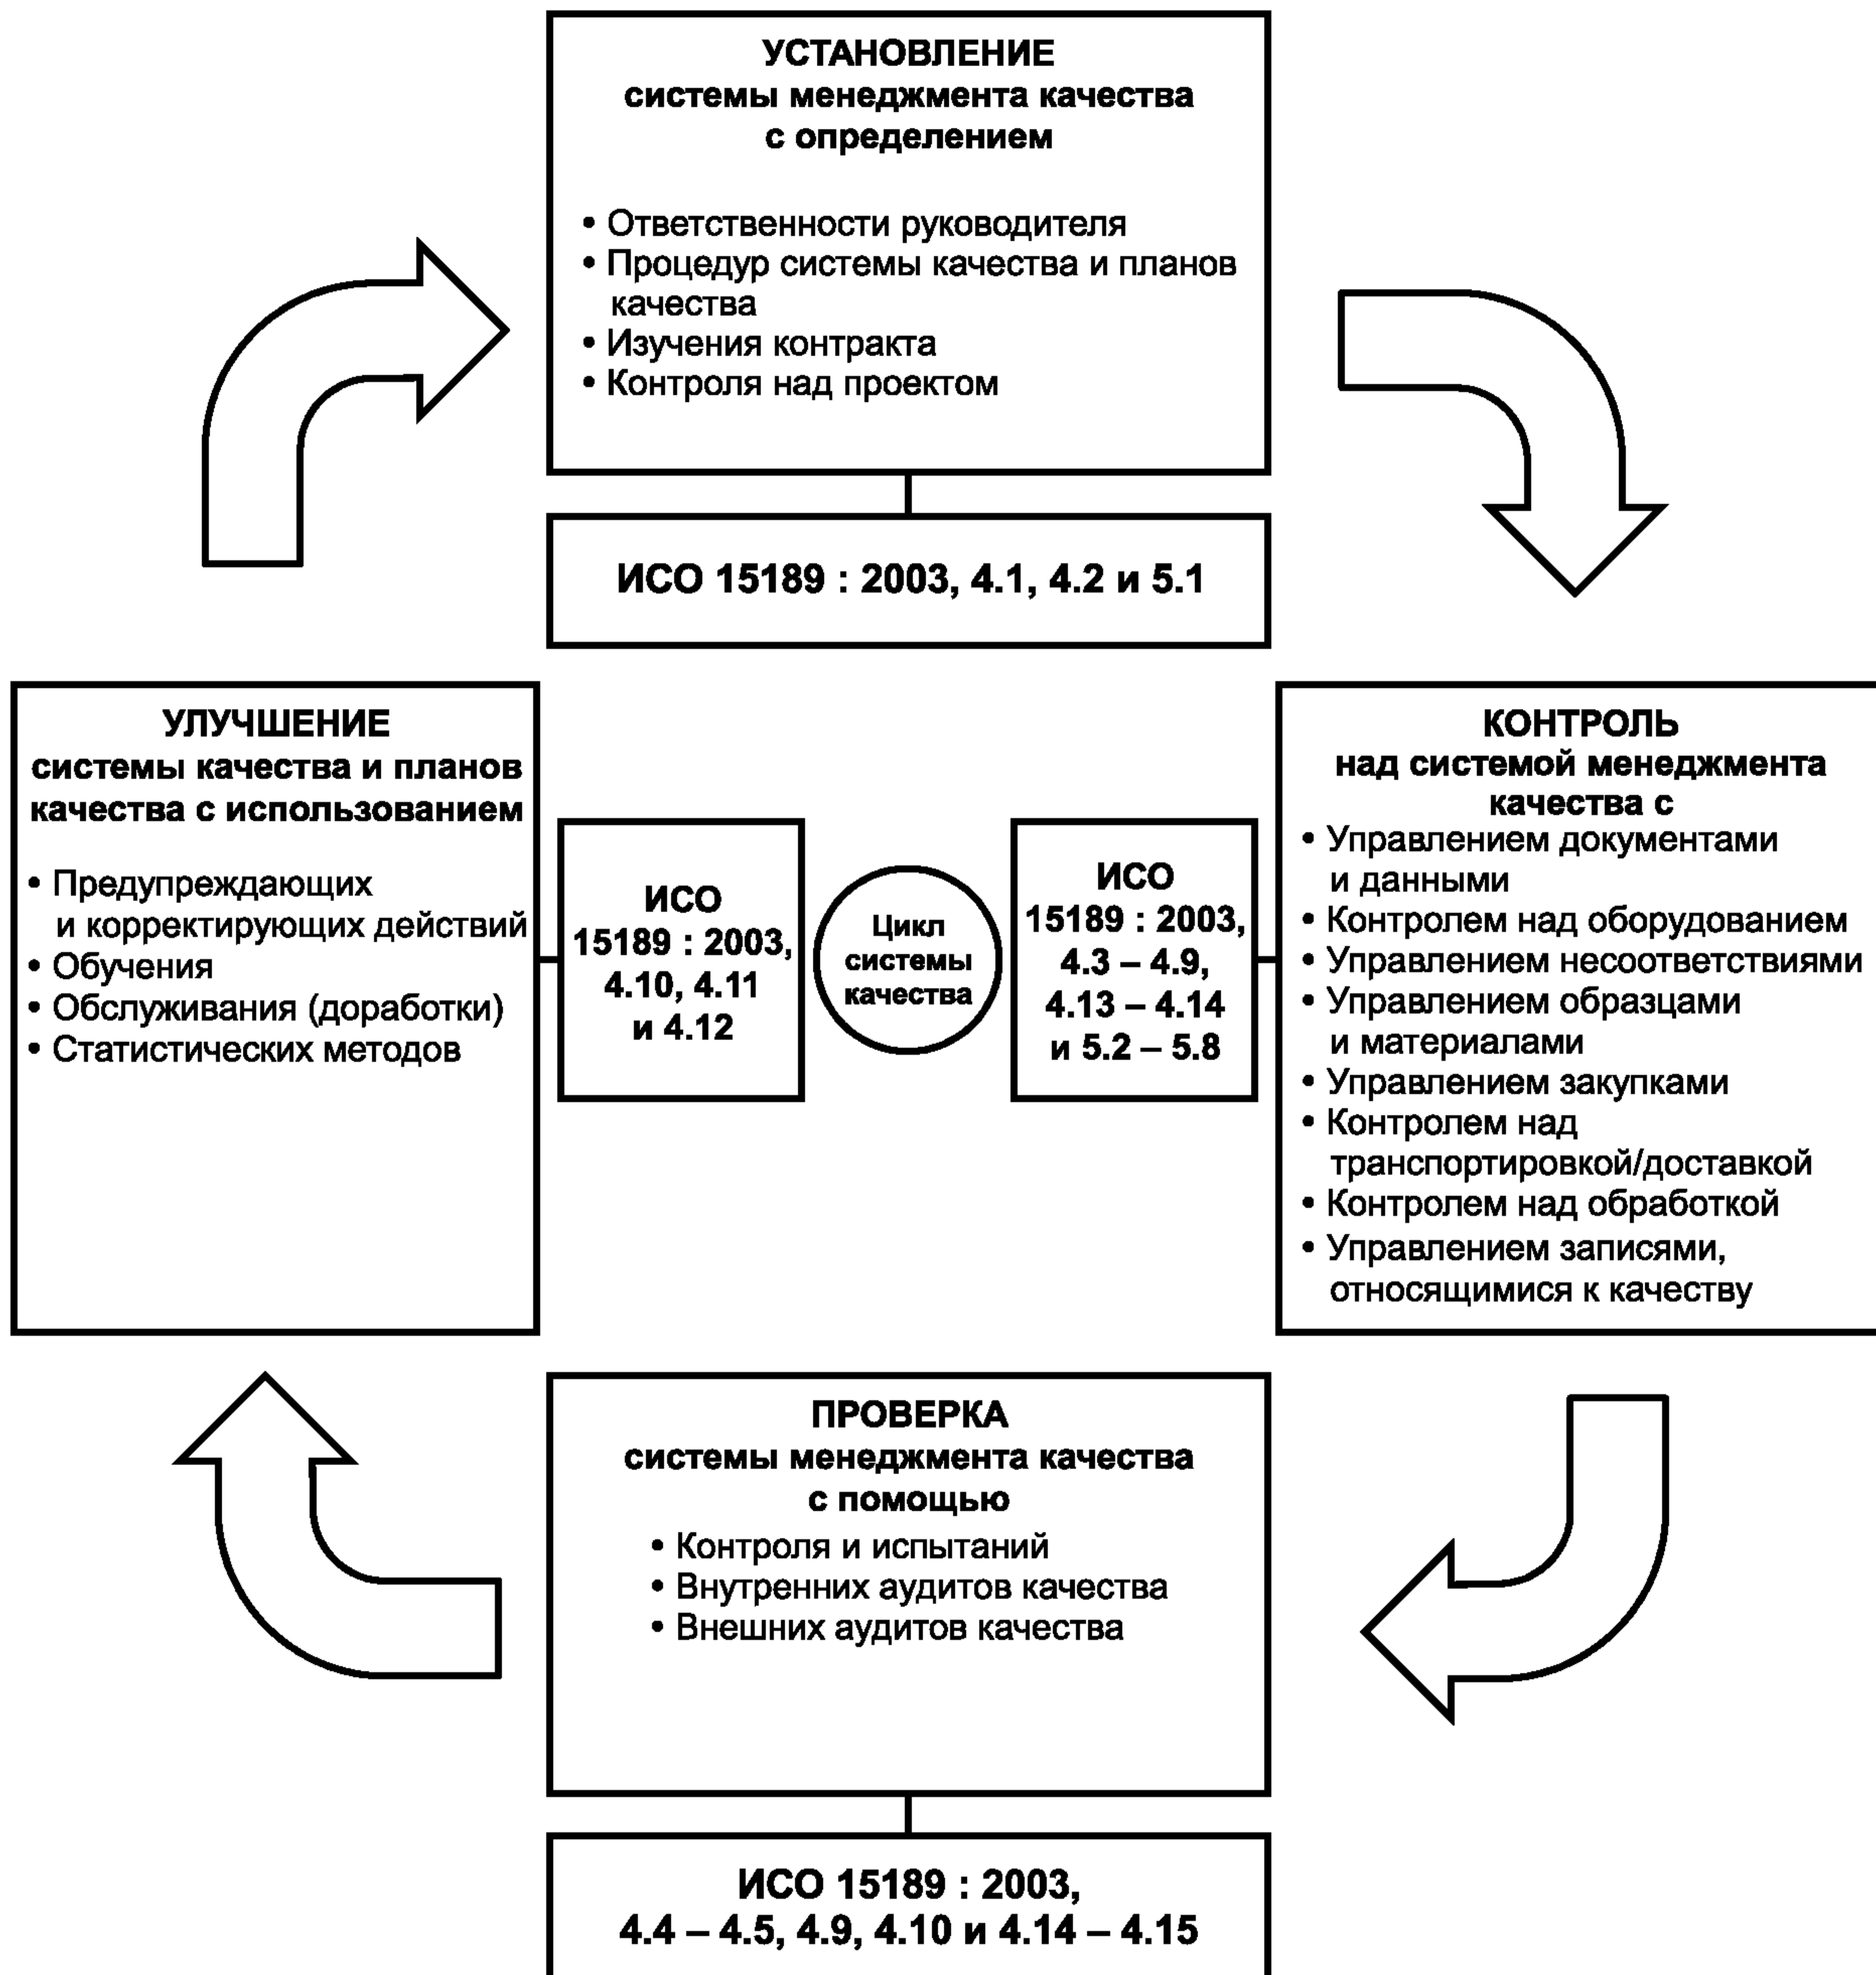 УСТАНОВЛЕНИЕ
системы менеджмента качества
с определением
• Ответственности руководителя
• Процедур системы качества и планов
качества
• Изучения контракта
• Контроля над проектом
ИСО 15189 : 2003, 4.1, 4.2 и 5.1
УЛУЧШЕНИЕ
системы качества и планов
качества с использованием
• Предупреждающих
и корректирующих действий
• Обучения
• Обслуживания (доработки)
• Статистических методов
ИСО
15189 : 2003,
4.10, 4.11
и 4.12
Цикл
системы
качества
ИСО
15189 : 2003,
4.3 – 4.9,
4.13 – 4.14
и 5.2 – 5.8
КОНТРОЛЬ
над системой менеджмента
качества с
• Управлением документами
и данными
• Контролем над оборудованием
• Управлением несоответствиями
• Управлением образцами
и материалами
• Управлением закупками
• Контролем над
транспортировкой/доставкой
• Контролем над обработкой
• Управлением записями,
относящимися к качеству
ПРОВЕРКА
системы менеджмента качества
с помощью
• Контроля и испытаний
• Внутренних аудитов качества
• Внешних аудитов качества
ИСО 15189 : 2003,
4.4 – 4.5, 4.9, 4.10 и 4.14 – 4.15